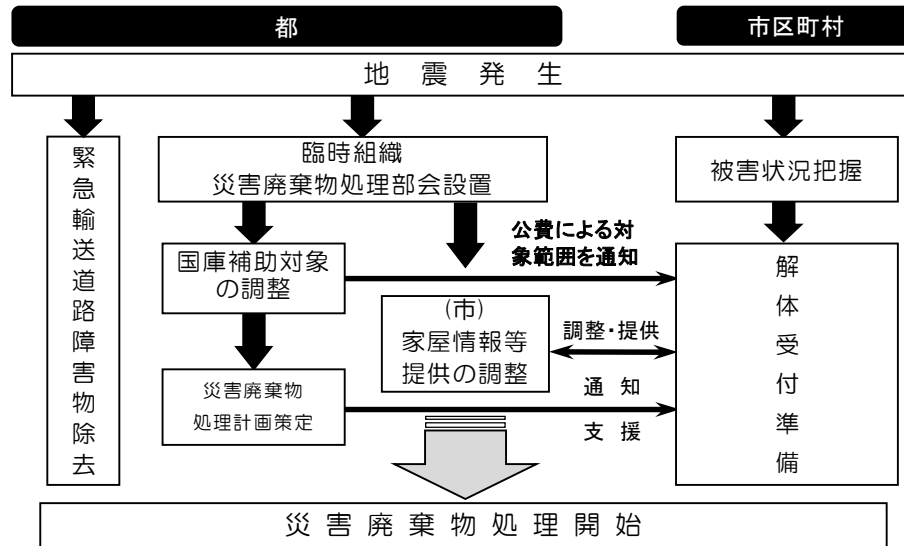 都
市区町村
地震発生
緊急輸送道路障害物除去
臨時組織
災害廃棄物処理部会設置
被害状況把握
国庫補助対象
の調整
公費による対
象範囲を通知
解体受付準備
(市)
家屋情報等
提供の調整
調整・提供
災害廃棄物
処理計画策定
通知
支援
災害廃棄物処理開始